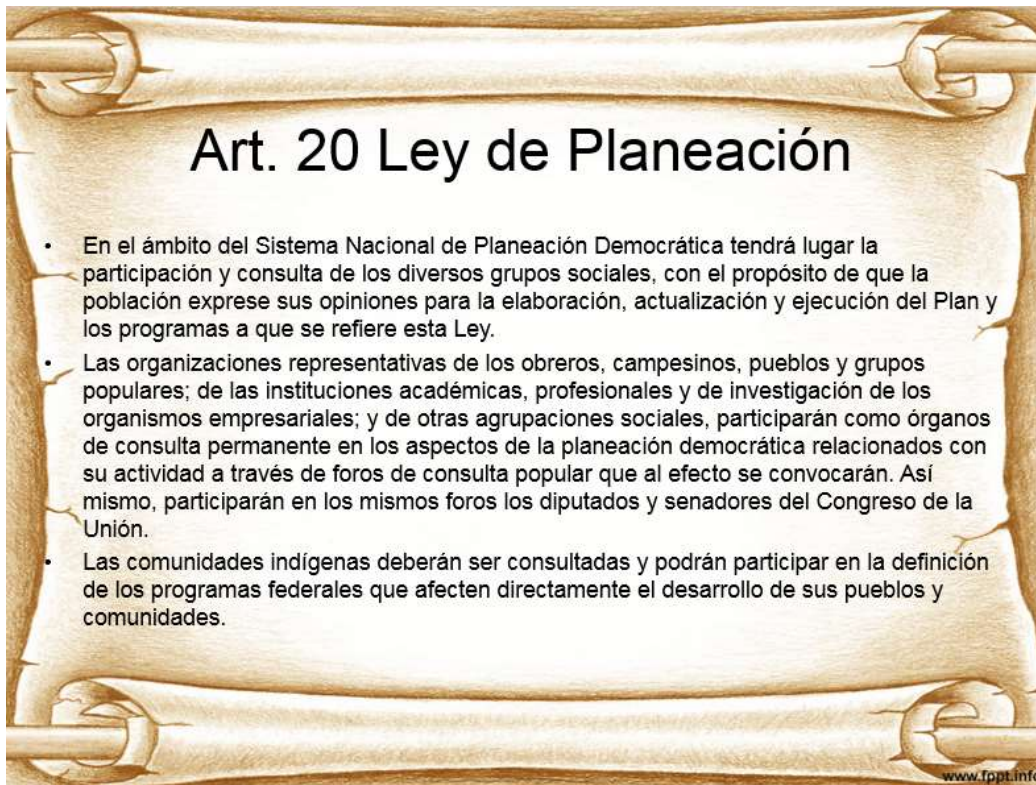 Art. 20 Ley de Planeación
• En el ámbito del Sistema Nacional de Planeación Democrática tendrá lugar la
participación y consulta de los diversos grupos sociales, con el propósito de que la
población exprese sus opiniones para la elaboración, actualización y ejecución del Plan y
los programas a que se refiere esta Ley.
• Las organizaciones representativas de los obreros, campesinos, pueblos y grupos
populares; de las instituciones académicas, profesionales y de investigación de los
organismos empresariales; y de otras agrupaciones sociales, participarán como órganos
de consulta permanente en los aspectos de la planeación democrática relacionados con
su actividad a través de foros de consulta popular que al efecto se convocarán. Así
mismo, participarán en los mismos foros los diputados y senadores del Congreso de la
Unión.
• Las comunidades indígenas deberán ser consultadas y podrán participar en la definición
de los programas federales que afecten directamente el desarrollo de sus pueblos y
comunidades.
www.fppt.info